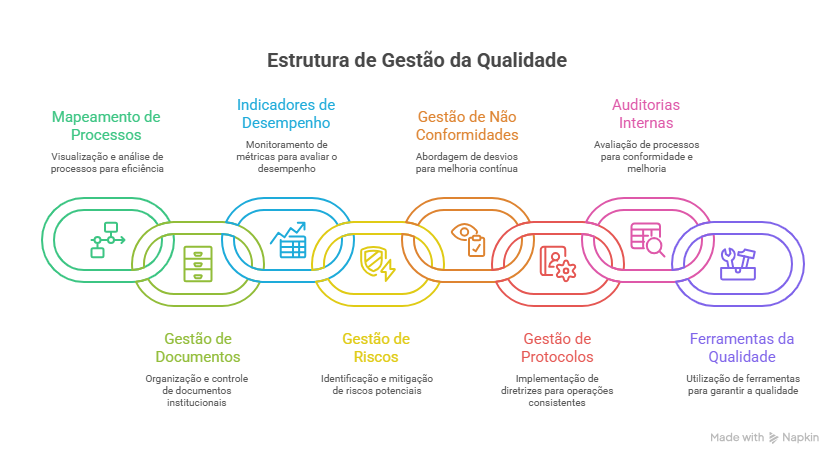 Estrutura de Gestão da Qualidade
Mapeamento de
Processos
Visualização e análise de
processos para eficiência
Indicadores de
Desempenho
Monitoramento de
métricas para avaliar o
desempenho
Gestão de Não
Conformidades
Abordagem de desvios
para melhoria contínua
Auditorias
Internas
Avaliação de processos
para conformidade e
melhoria
Gestão de
Documentos
Organização e controle
de documentos
institucionais
Gestão de
Riscos
Identificação e mitigação
de riscos potenciais
Gestão de
Protocolos
Implementação de
diretrizes para operações
consistentes
Ferramentas da
Qualidade
Utilização de ferramentas
para garantir a qualidade
Made with Napkin